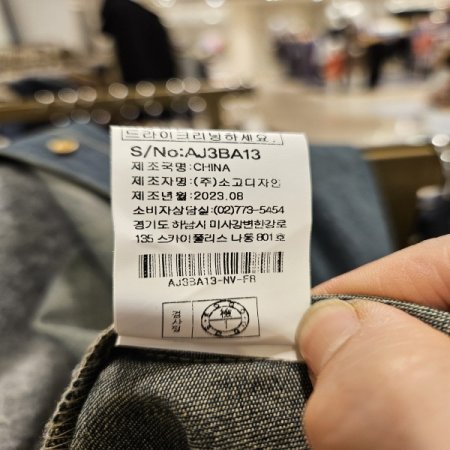 드라이크리닝하세요.
S/No:AJ3BA13
제조국명:CHINA
제조자명:(주)소고디자인
제조년월:2023.08
소비자상담실:(02)773-5454
경기도 하남시 미사강변한강로
135 스카이폴리스 나동 801호
AJ3BA13-NV-FR
검사필